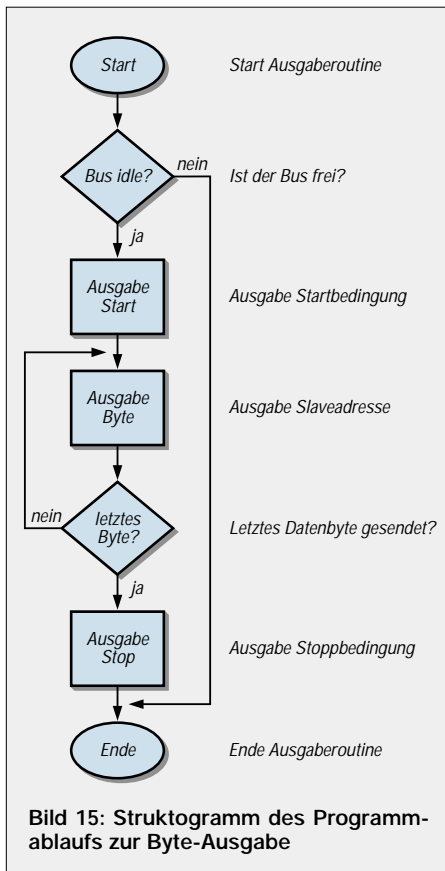 Start
Start Ausgaberoutine
Bus idle?
nein
Ist der Bus frei?
ja
Ausgabe
Start
Ausgabe Startbedingung
Ausgabe
Byte
Ausgabe Slaveadresse
nein
letztes
Byte?
Letztes Datenbyte gesendet?
ja
Ausgabe
Stop
Ausgabe Stoppbedingung
Ende
Ende Ausgaberoutine
Bild 15: Struktogramm des Programm-
ablaufs zur Byte-Ausgabe